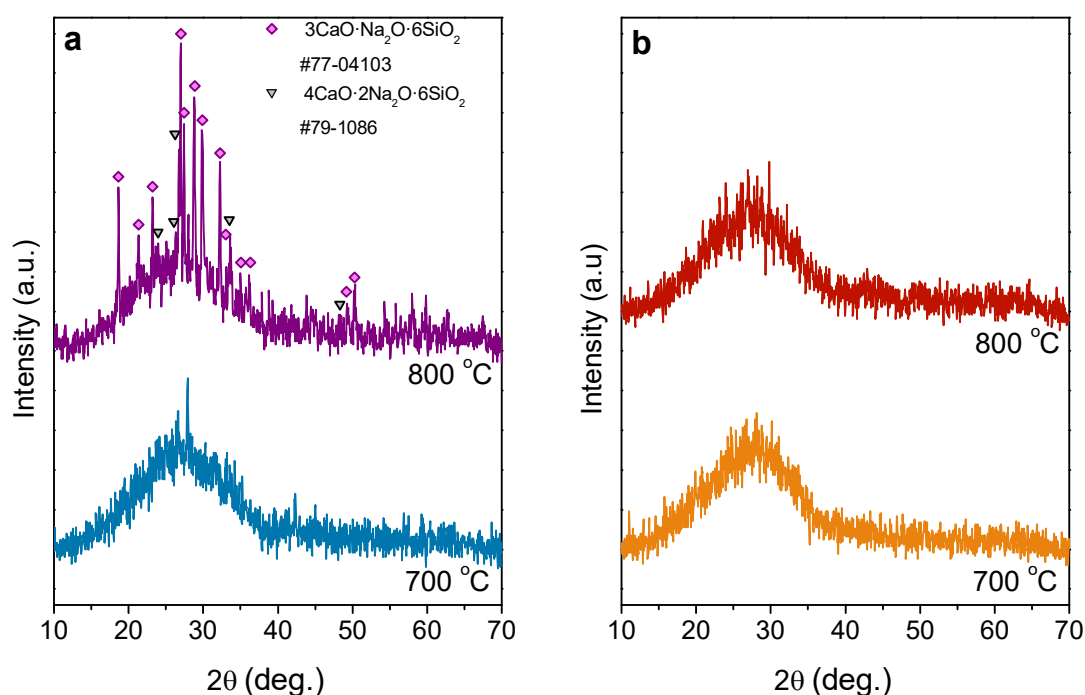 a
3CaO·Na₂O·6SiO₂
#77-04103
4CaO·2Na₂O·6SiO₂
#79-1086
Intensity (a.u.)
800 °C
700 °C
10 20 30 40 50 60 70
2θ (deg.)
b
Intensity (a.u)
800 °C
700 °C
10 20 30 40 50 60 70
2θ (deg.)